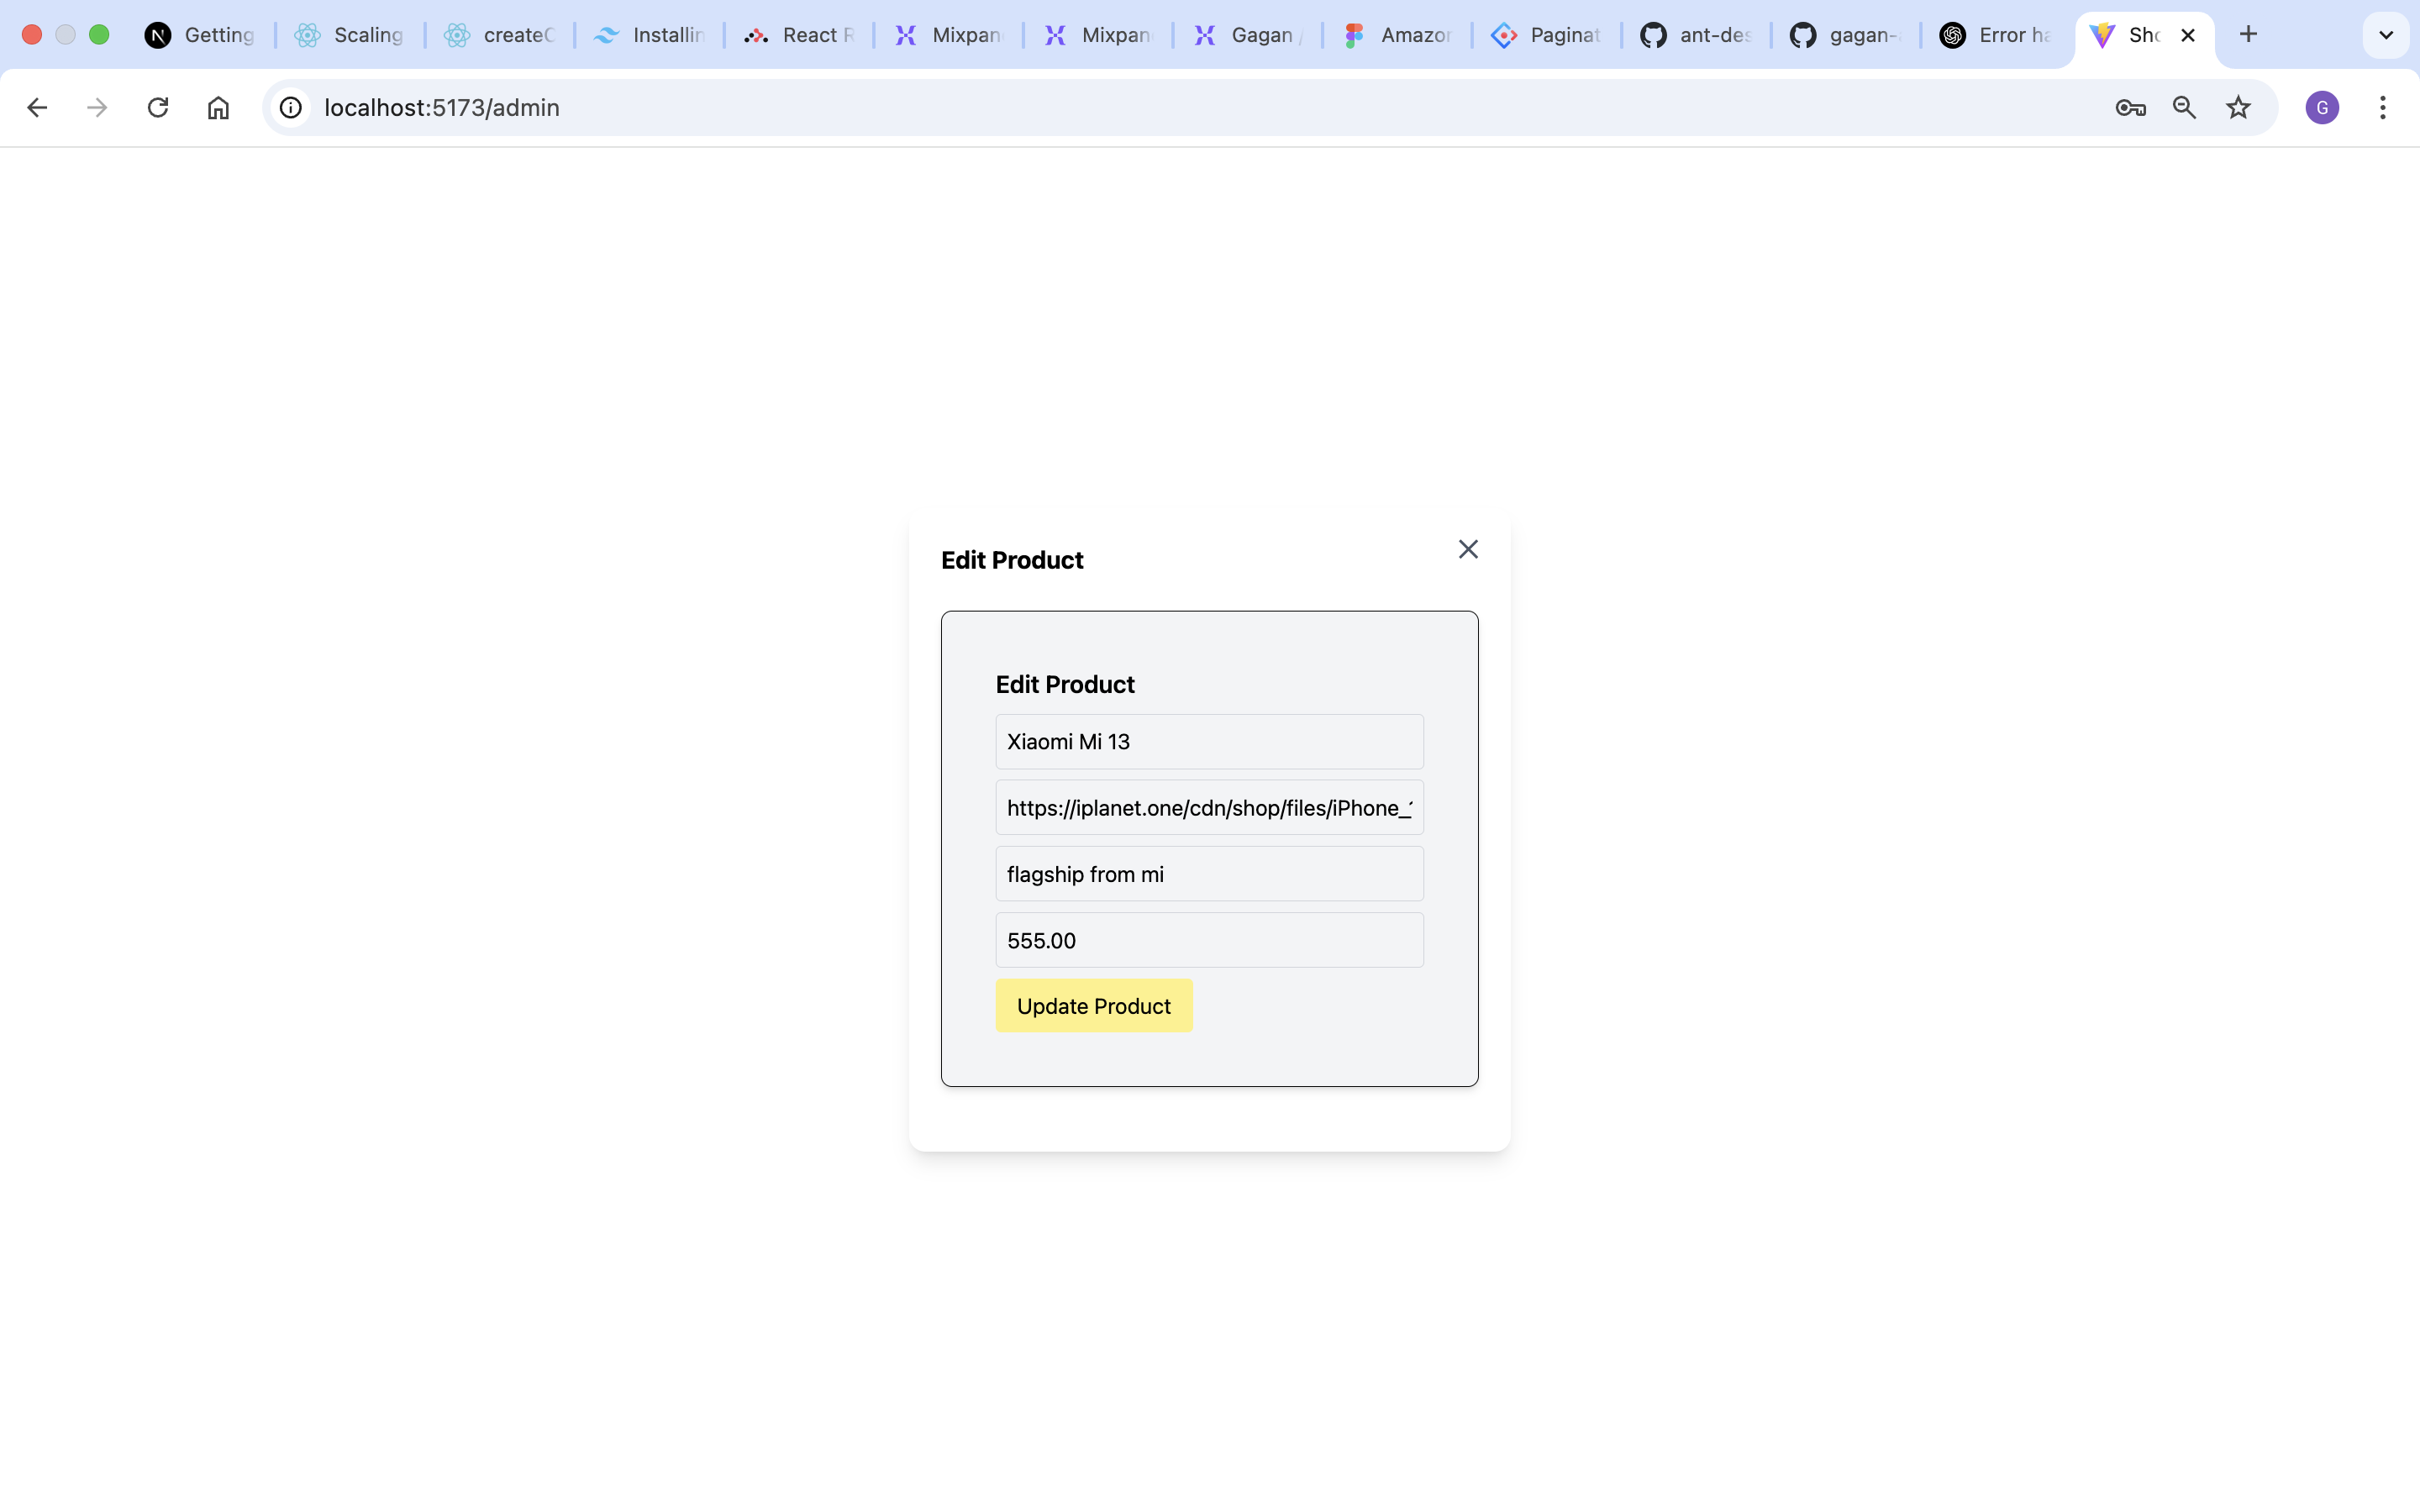 Getting Scaling createC Installin React R Mixpan Mixpan Gagan / Amazon Paginat ant-des gagan- Error ha Sho
localhost:5173/admin
G
Edit Product
Edit Product
Xiaomi Mi 13
https://iplanet.one/cdn/shop/files/iPhone_1
flagship from mi
555.00
Update Product